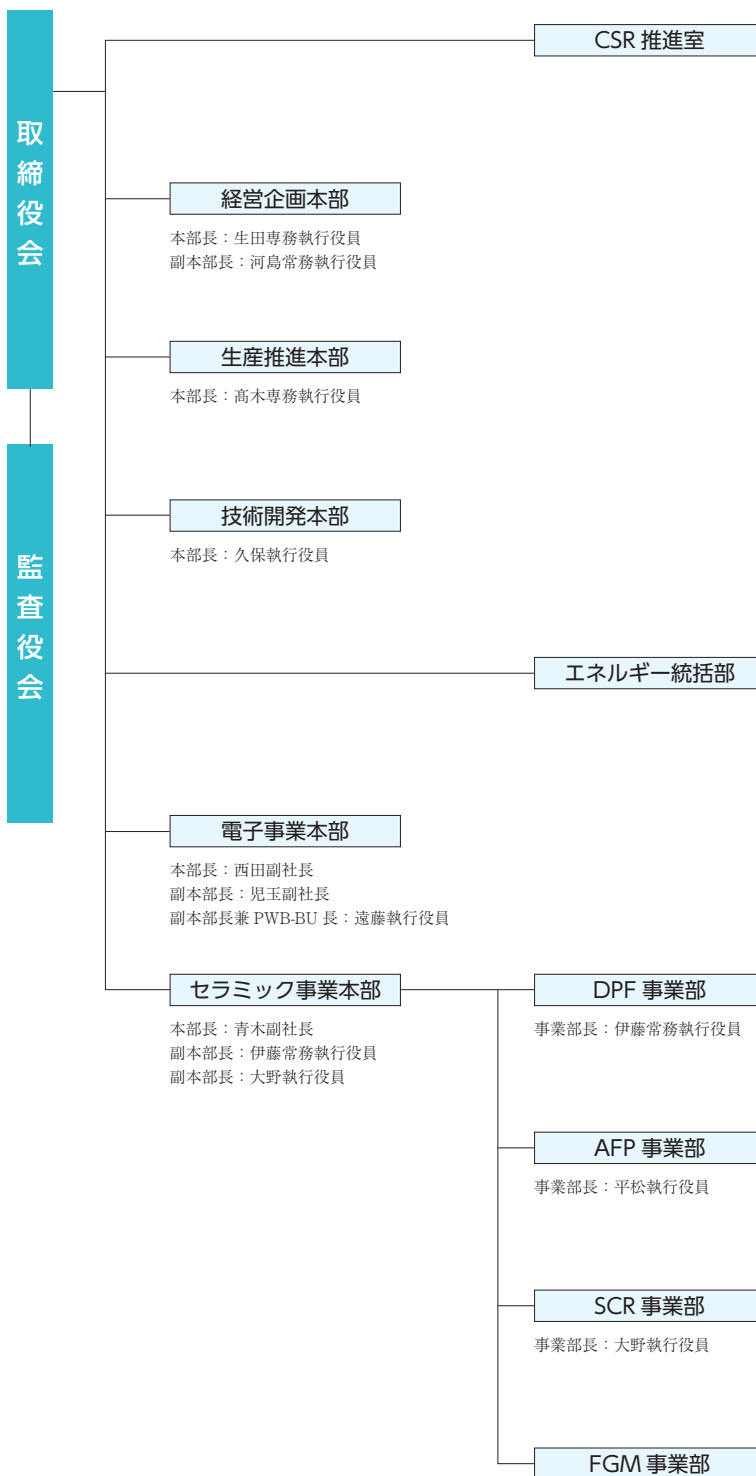 取締役会
監査役会
CSR 推進室
経営企画本部
本部長：生田専務執行役員
副本部長：河島常務執行役員
生産推進本部
本部長：髙木専務執行役員
技術開発本部
本部長：久保執行役員
エネルギー統括部
電子事業本部
本部長：西田副社長
副本部長：児玉副社長
副本部長兼 PWB-BU 長：遠藤執行役員
セラミック事業本部
本部長：青木副社長
副本部長：伊藤常務執行役員
副本部長：大野執行役員
DPF 事業部
事業部長：伊藤常務執行役員
AFP 事業部
事業部長：平松執行役員
SCR 事業部
事業部長：大野執行役員
FGM 事業部